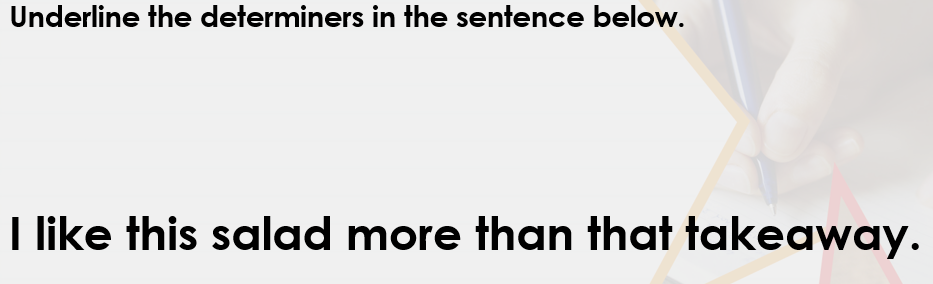 Underline the determiners in the sentence below.
I like this salad more than that takeaway.